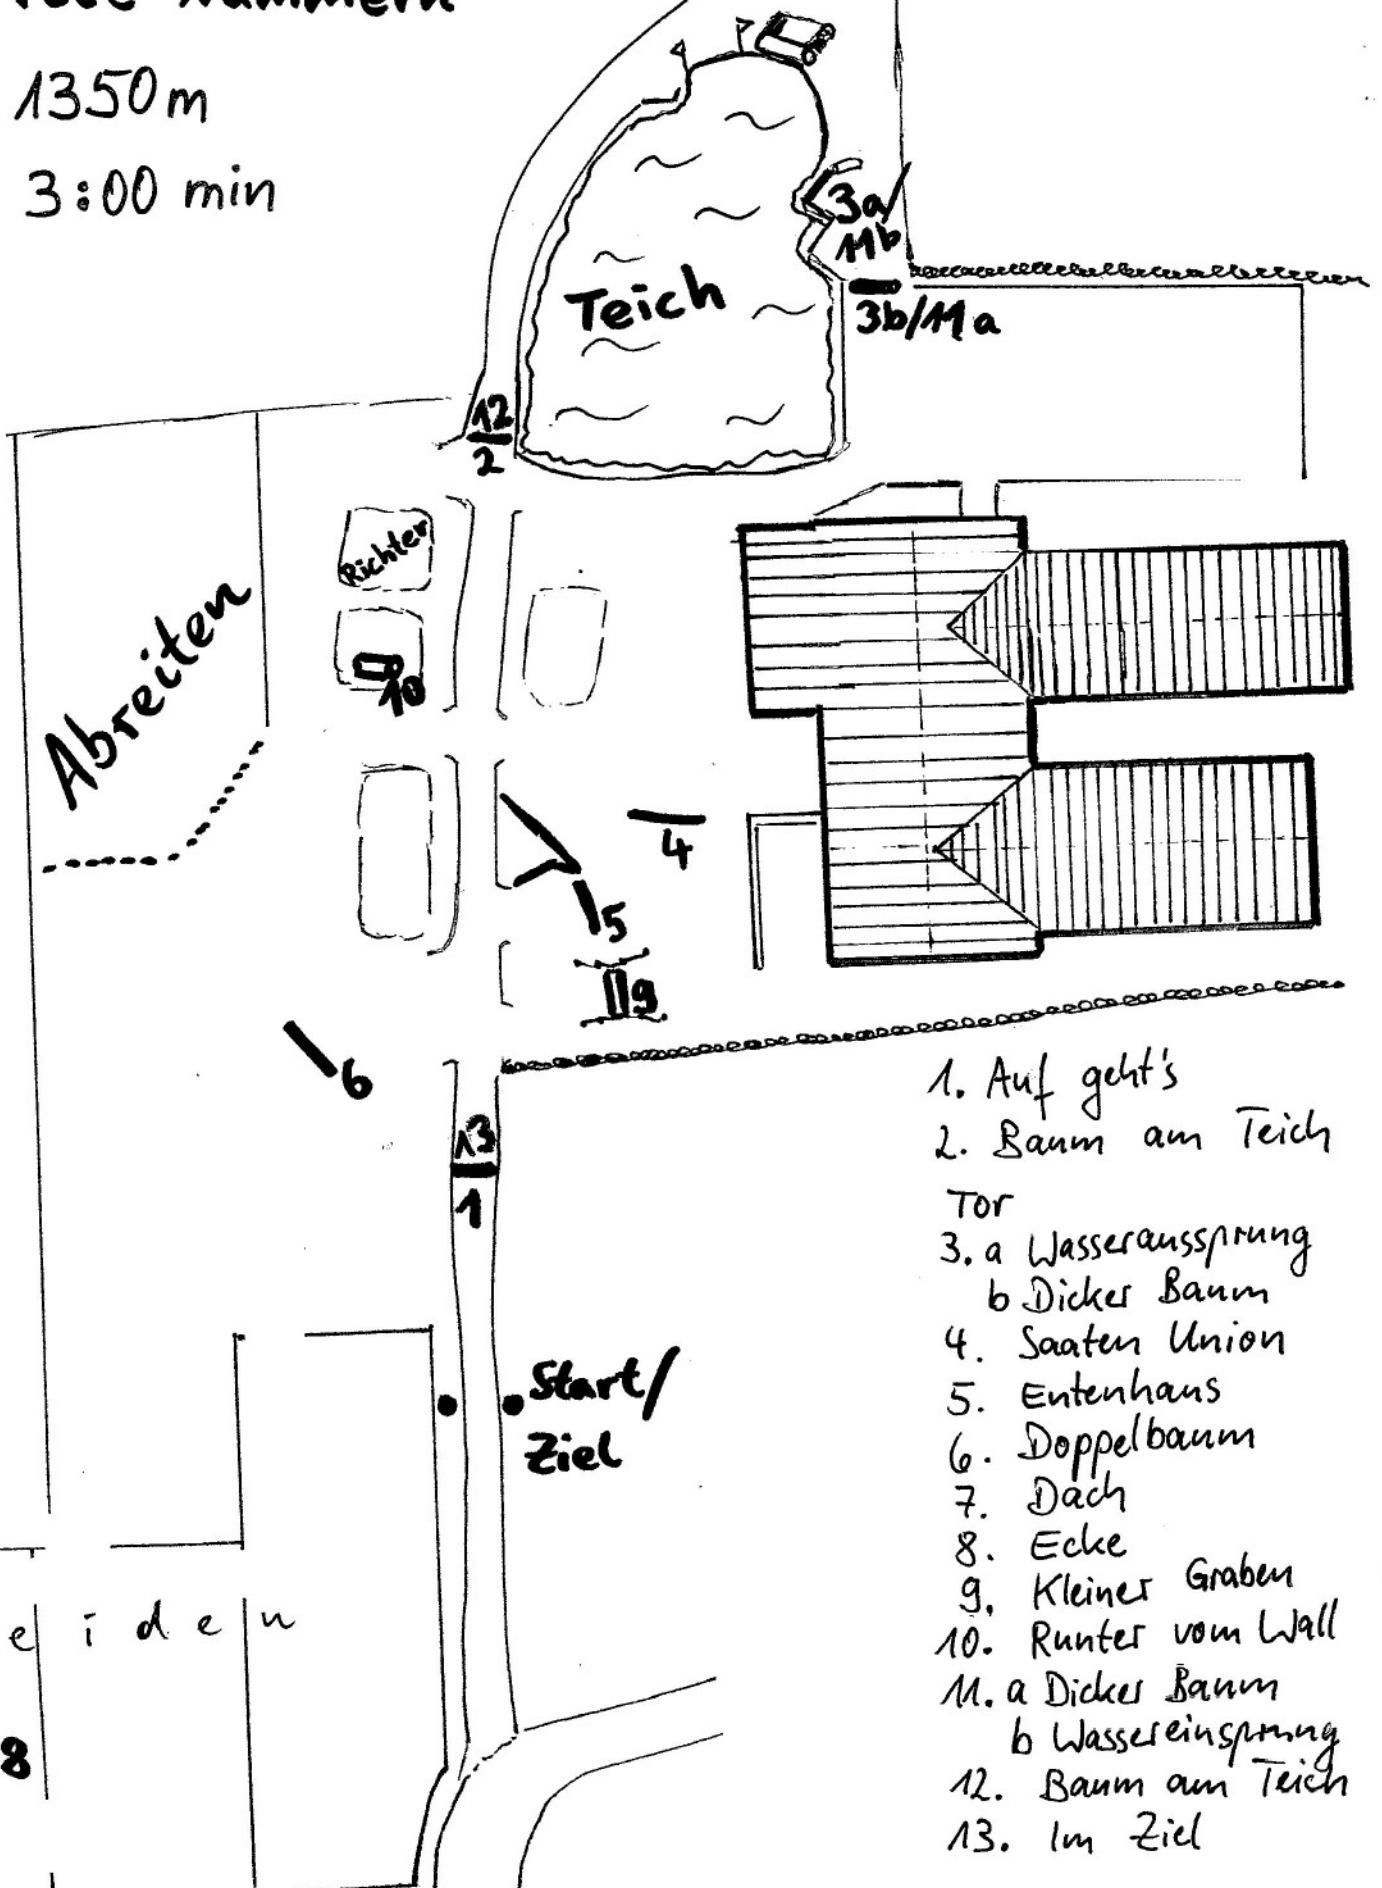 1350m
3:00 min
3a/
11b
Teich
3b/11a
12
2
Richter
Abreiten
10
4
5
9
6
13
1
Start/
Ziel
eiden
8
1. Auf geht's
2. Baum am Teich
Tor
3. a Wasseraussprung
b Dicker Baum
4. Saaten Union
5. Entenhaus
6. Doppelbaum
7. Dach
8. Ecke
9. Kleiner Graben
10. Runter vom Wall
11. a Dicker Baum
b Wassereinsprung
12. Baum am Teich
13. Im Ziel